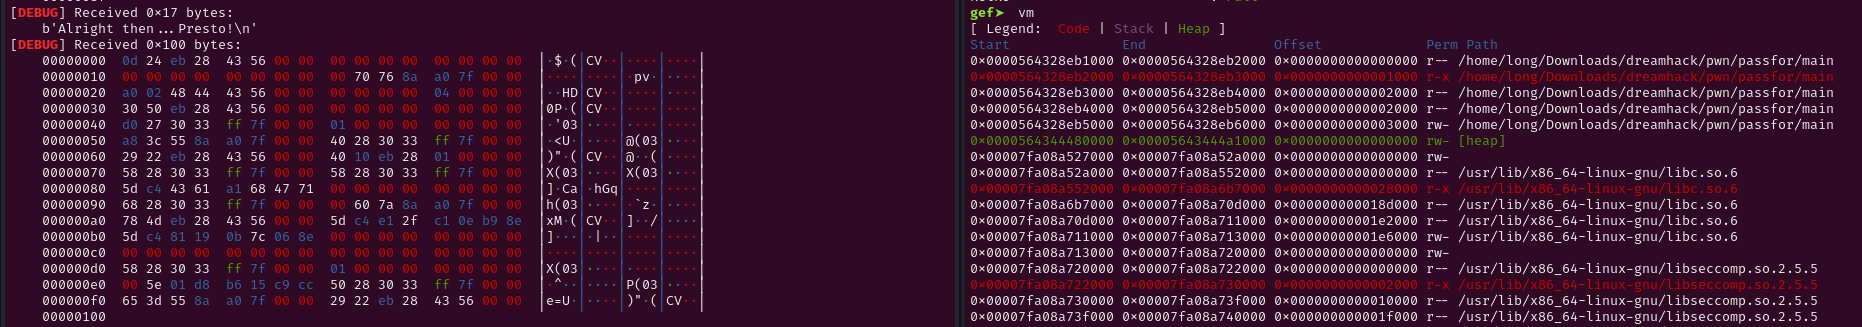 [DEBUG] Received 0×17 bytes:
b'Alright then...Presto!\n'
[DEBUG] Received 0×100 bytes:
00000000 0d 24 eb 28 43 56 00 00 00 00 00 00 00 00 00 00 │·$·(│CV··│····│····│
00000010 00 00 00 00 00 00 00 00 70 76 8a a0 7f 00 00 │····│····│·pv·│····│
00000020 a0 02 48 44 43 56 00 00 00 00 00 00 04 00 00 00 │··HD│CV··│····│····│
00000030 30 50 eb 28 43 56 00 00 00 00 00 00 00 00 00 00 │0P·(│CV··│····│····│
00000040 d0 27 30 33 ff 7f 00 00 01 00 00 00 00 00 00 00 │·'03│····│····│····│
00000050 a8 3c 55 8a a0 7f 00 00 40 28 30 33 ff 7f 00 00 │·<U·│····│@(03│····│
00000060 29 22 eb 28 43 56 00 00 40 10 eb 28 01 00 00 00 │)"·(│CV··│@··(│····│
00000070 58 28 30 33 ff 7f 00 00 58 28 30 33 ff 7f 00 00 │X(03│····│X(03│····│
00000080 5d c4 43 61 a1 68 47 71 00 00 00 00 00 00 00 00 │]·Ca│·hGq│····│····│
00000090 68 28 30 33 ff 7f 00 00 00 60 7a 8a a0 7f 00 00 │h(03│····│·`z·│····│
000000a0 78 4d eb 28 43 56 00 00 5d c4 e1 2f c1 0e b9 8e │xM·(│CV··│]··/│····│
000000b0 5d c4 81 19 0b 7c 06 8e 00 00 00 00 00 00 00 00 │]···│·|··│····│····│
000000c0 00 00 00 00 00 00 00 00 00 00 00 00 00 00 00 00 │····│····│····│····│
000000d0 58 28 30 33 ff 7f 00 00 01 00 00 00 00 00 00 00 │X(03│····│····│····│
000000e0 00 5e 01 d8 b6 15 c9 cc 50 28 30 33 ff 7f 00 00 │·^··│····│P(03│····│
000000f0 65 3d 55 8a a0 7f 00 00 29 22 eb 28 43 56 00 00 │e=U·│····│)"·(│CV··│
00000100
gef➤ vm
[ Legend: Code | Stack | Heap ]
Start End Offset Perm Path
0×0000564328eb1000 0×0000564328eb2000 0×0000000000000000 r-- /home/long/Downloads/dreamhack/pwn/passfor/main
0×0000564328eb2000 0×0000564328eb3000 0×0000000000001000 r-x /home/long/Downloads/dreamhack/pwn/passfor/main
0×0000564328eb3000 0×0000564328eb4000 0×0000000000002000 r-- /home/long/Downloads/dreamhack/pwn/passfor/main
0×0000564328eb4000 0×0000564328eb5000 0×0000000000002000 r-- /home/long/Downloads/dreamhack/pwn/passfor/main
0×0000564328eb5000 0×0000564328eb6000 0×0000000000003000 rw- /home/long/Downloads/dreamhack/pwn/passfor/main
0×0000564344480000 0×00005643444a1000 0×0000000000000000 rw- [heap]
0×00007fa08a527000 0×00007fa08a52a000 0×0000000000000000 rw-
0×00007fa08a52a000 0×00007fa08a552000 0×0000000000000000 r-- /usr/lib/x86_64-linux-gnu/libc.so.6
0×00007fa08a552000 0×00007fa08a6b7000 0×0000000000028000 r-x /usr/lib/x86_64-linux-gnu/libc.so.6
0×00007fa08a6b7000 0×00007fa08a70d000 0×000000000018d000 r-- /usr/lib/x86_64-linux-gnu/libc.so.6
0×00007fa08a70d000 0×00007fa08a711000 0×00000000001e2000 r-- /usr/lib/x86_64-linux-gnu/libc.so.6
0×00007fa08a711000 0×00007fa08a713000 0×00000000001e6000 rw- /usr/lib/x86_64-linux-gnu/libc.so.6
0×00007fa08a713000 0×00007fa08a720000 0×0000000000000000 rw-
0×00007fa08a720000 0×00007fa08a722000 0×0000000000000000 r-- /usr/lib/x86_64-linux-gnu/libseccomp.so.2.5.5
0×00007fa08a722000 0×00007fa08a730000 0×0000000000002000 r-x /usr/lib/x86_64-linux-gnu/libseccomp.so.2.5.5
0×00007fa08a730000 0×00007fa08a73f000 0×0000000000010000 r-- /usr/lib/x86_64-linux-gnu/libseccomp.so.2.5.5
0×00007fa08a73f000 0×00007fa08a740000 0×000000000001f000 r-- /usr/lib/x86_64-linux-gnu/libseccomp.so.2.5.5